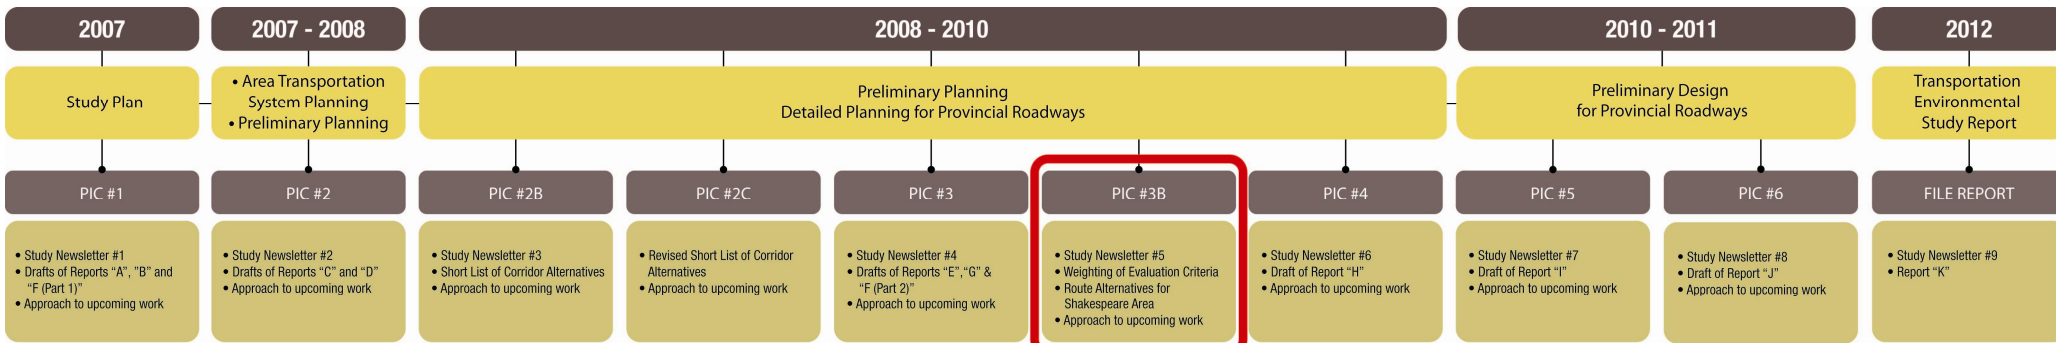 2007
2007 - 2008
2008 - 2010
2010 - 2011
2012
Study Plan
• Area Transportation
System Planning
• Preliminary Planning
Preliminary Planning
Detailed Planning for Provincial Roadways
Preliminary Design
for Provincial Roadways
Transportation
Environmental
Study Report
PIC #1
PIC #2
PIC #2B
PIC #2C
PIC #3
PIC #3B
PIC #4
PIC #5
PIC #6
FILE REPORT
• Study Newsletter #1
• Drafts of Reports “A”, ”B” and
“F (Part 1)”
• Approach to upcoming work
• Study Newsletter #2
• Drafts of Reports “C” and “D”
• Approach to upcoming work
• Study Newsletter #3
• Short List of Corridor Alternatives
• Approach to upcoming work
• Revised Short List of Corridor
Alternatives
• Approach to upcoming work
• Study Newsletter #4
• Drafts of Reports “E”,“G” &
“F (Part 2)”
• Approach to upcoming work
• Study Newsletter #5
• Weighting of Evaluation Criteria
• Route Alternatives for
Shakespeare Area
• Approach to upcoming work
• Study Newsletter #6
• Draft of Report “H”
• Approach to upcoming work
• Study Newsletter #7
• Draft of Report “I”
• Approach to upcoming work
• Study Newsletter #8
• Draft of Report “J”
• Approach to upcoming work
• Study Newsletter #9
• Report “K”